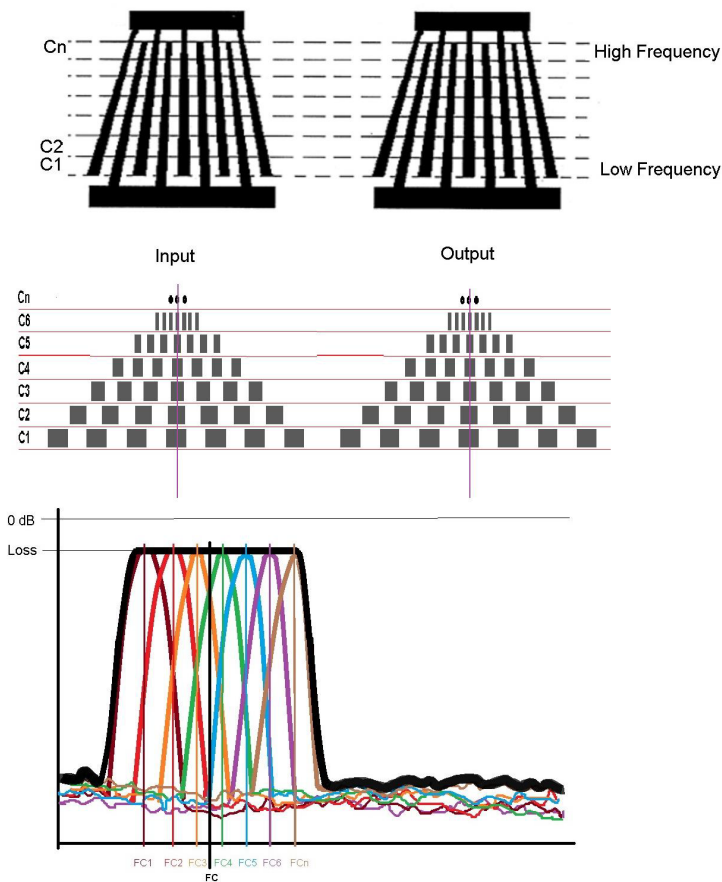 Cn
High Frequency
C2
C1
Low Frequency
Input
Output
Cn
C6
C5
C4
C3
C2
C1
0 dB
Loss
FC1 FC2 FC3 FC4 FC5 FC6 FCn
FC